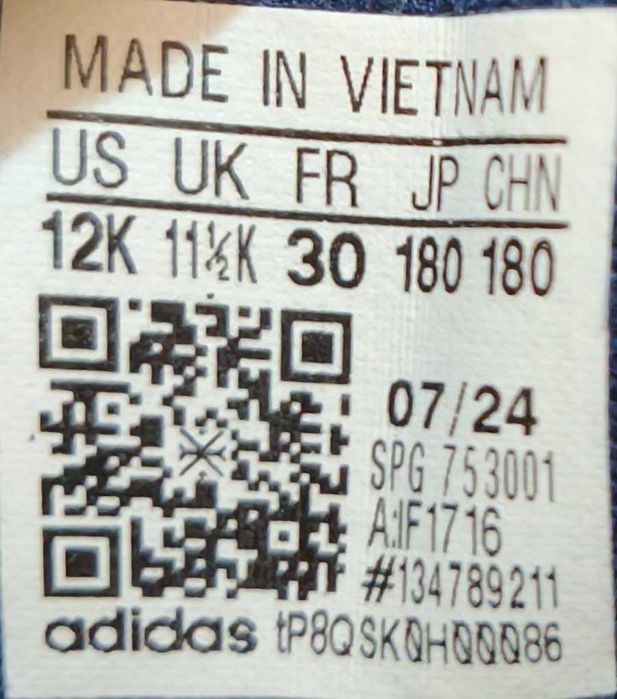 MADE IN VIETNAM
US UK FR JP CHN
12K 11½K 30 180 180
07/24
SPG 753001
A:IF1716
#134789211
adidas tP8QSK0H00086